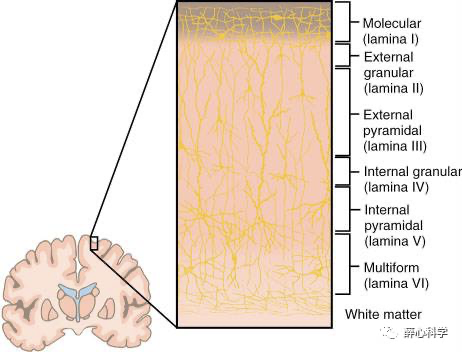 Molecular
(lamina I)
External
granular
(lamina II)
External
pyramidal
(lamina III)
Internal granular
(lamina IV)
Internal
pyramidal
(lamina V)
Multiform
(lamina VI)
White matter
醉心科学